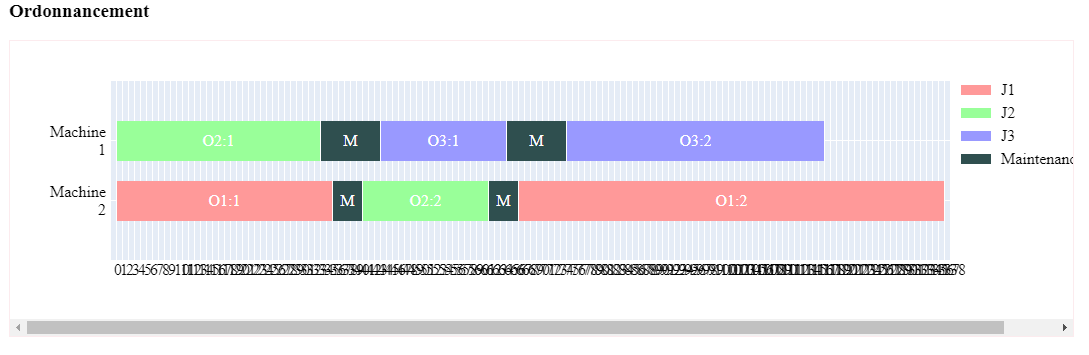 Ordonnancement
J1
J2
J3
Maintenanc
Machine
1
O2:1
M
O3:1
M
O3:2
Machine
2
O1:1
M
O2:2
M
O1:2